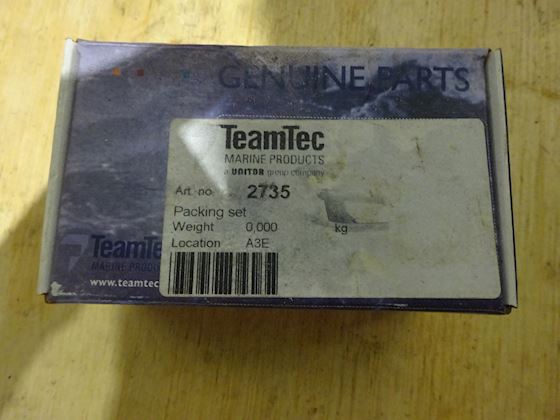 GENUINE PARTS
TeamTec
MARINE PRODUCTS
a UNITOR group company
Art. no. 2735
Packing set
Weight 0,000 kg
Location A3E
TeamTec
MARINE PRODU
www.teamtec